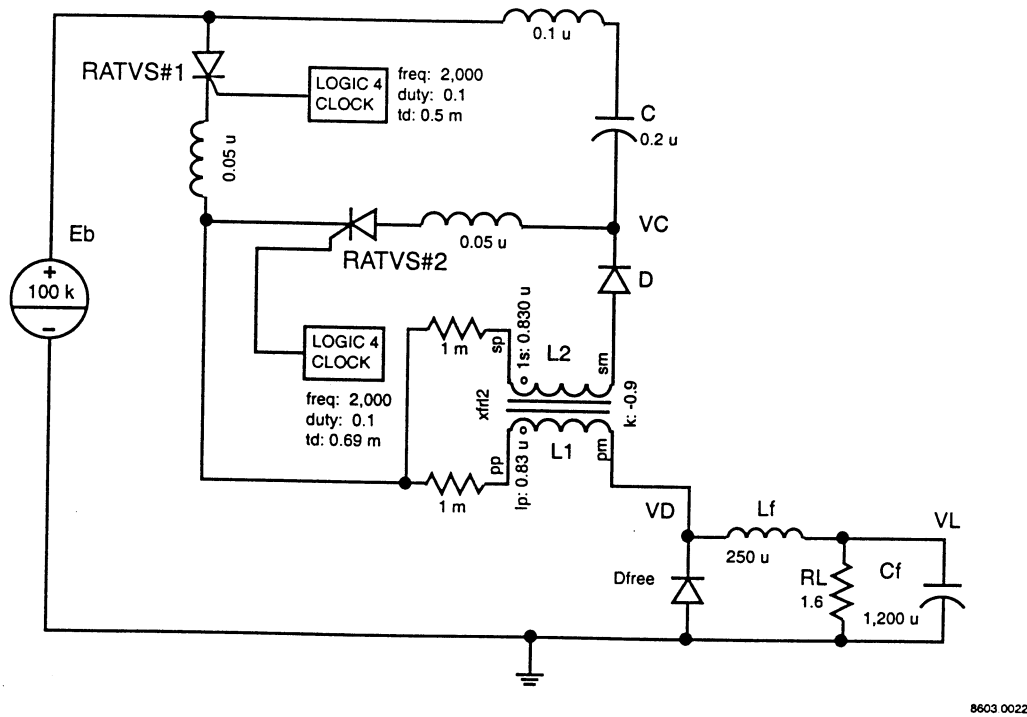 0.1 u
RATVS#1
LOGIC 4
CLOCK
freq: 2,000
duty: 0.1
td: 0.5 m
C
0.2 u
0.05 u
Eb
+
100 k
−
RATVS#2
0.05 u
VC
D
LOGIC 4
CLOCK
freq: 2,000
duty: 0.1
td: 0.69 m
1 m
sp
1s: 0.830 u
L2
sm
xfrl2
k: -0.9
1 m
pp
lp: 0.83 u
L1
pm
VD
Lf
250 u
VL
Dfree
RL
1.6
Cf
1,200 u
8603 0022